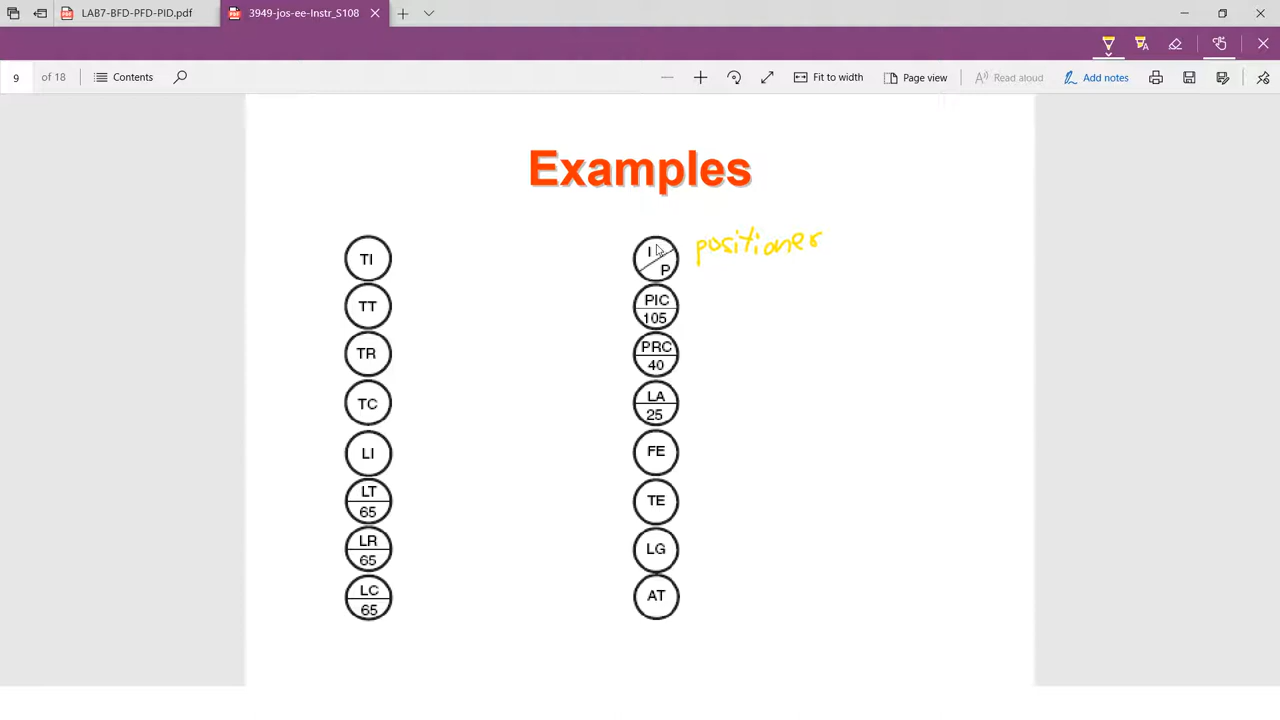 LAB7-BFD-PFD-PID.pdf
3949-jos-ee-Instr_S108
9 of 18
Contents
Fit to width
Page view
Read aloud
Add notes
Examples
TI
TT
TR
TC
LI
LT
65
LR
65
LC
65
I
P
positioner
PIC
105
PRC
40
LA
25
FE
TE
LG
AT